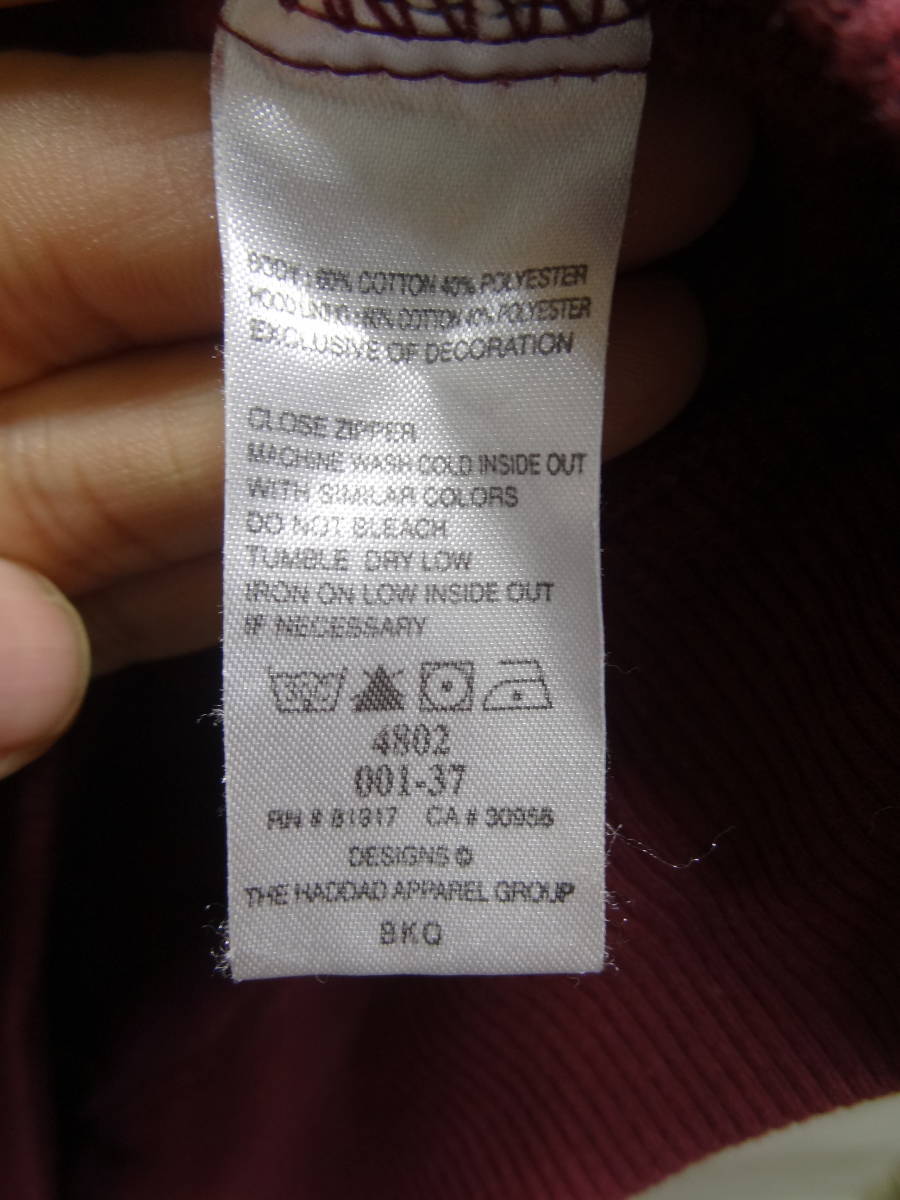 BODY : 60% COTTON 40% POLYESTER
HOOD LINING : 60% COTTON 40% POLYESTER
EXCLUSIVE OF DECORATION
CLOSE ZIPPER
MACHINE WASH COLD INSIDE OUT
WITH SIMILAR COLORS
DO NOT BLEACH
TUMBLE DRY LOW
IRON ON LOW INSIDE OUT
IF NECESSARY
4802
001-37
RN # 81917 CA # 30956
DESIGNS ©
THE HADDAD APPAREL GROUP
BKQ